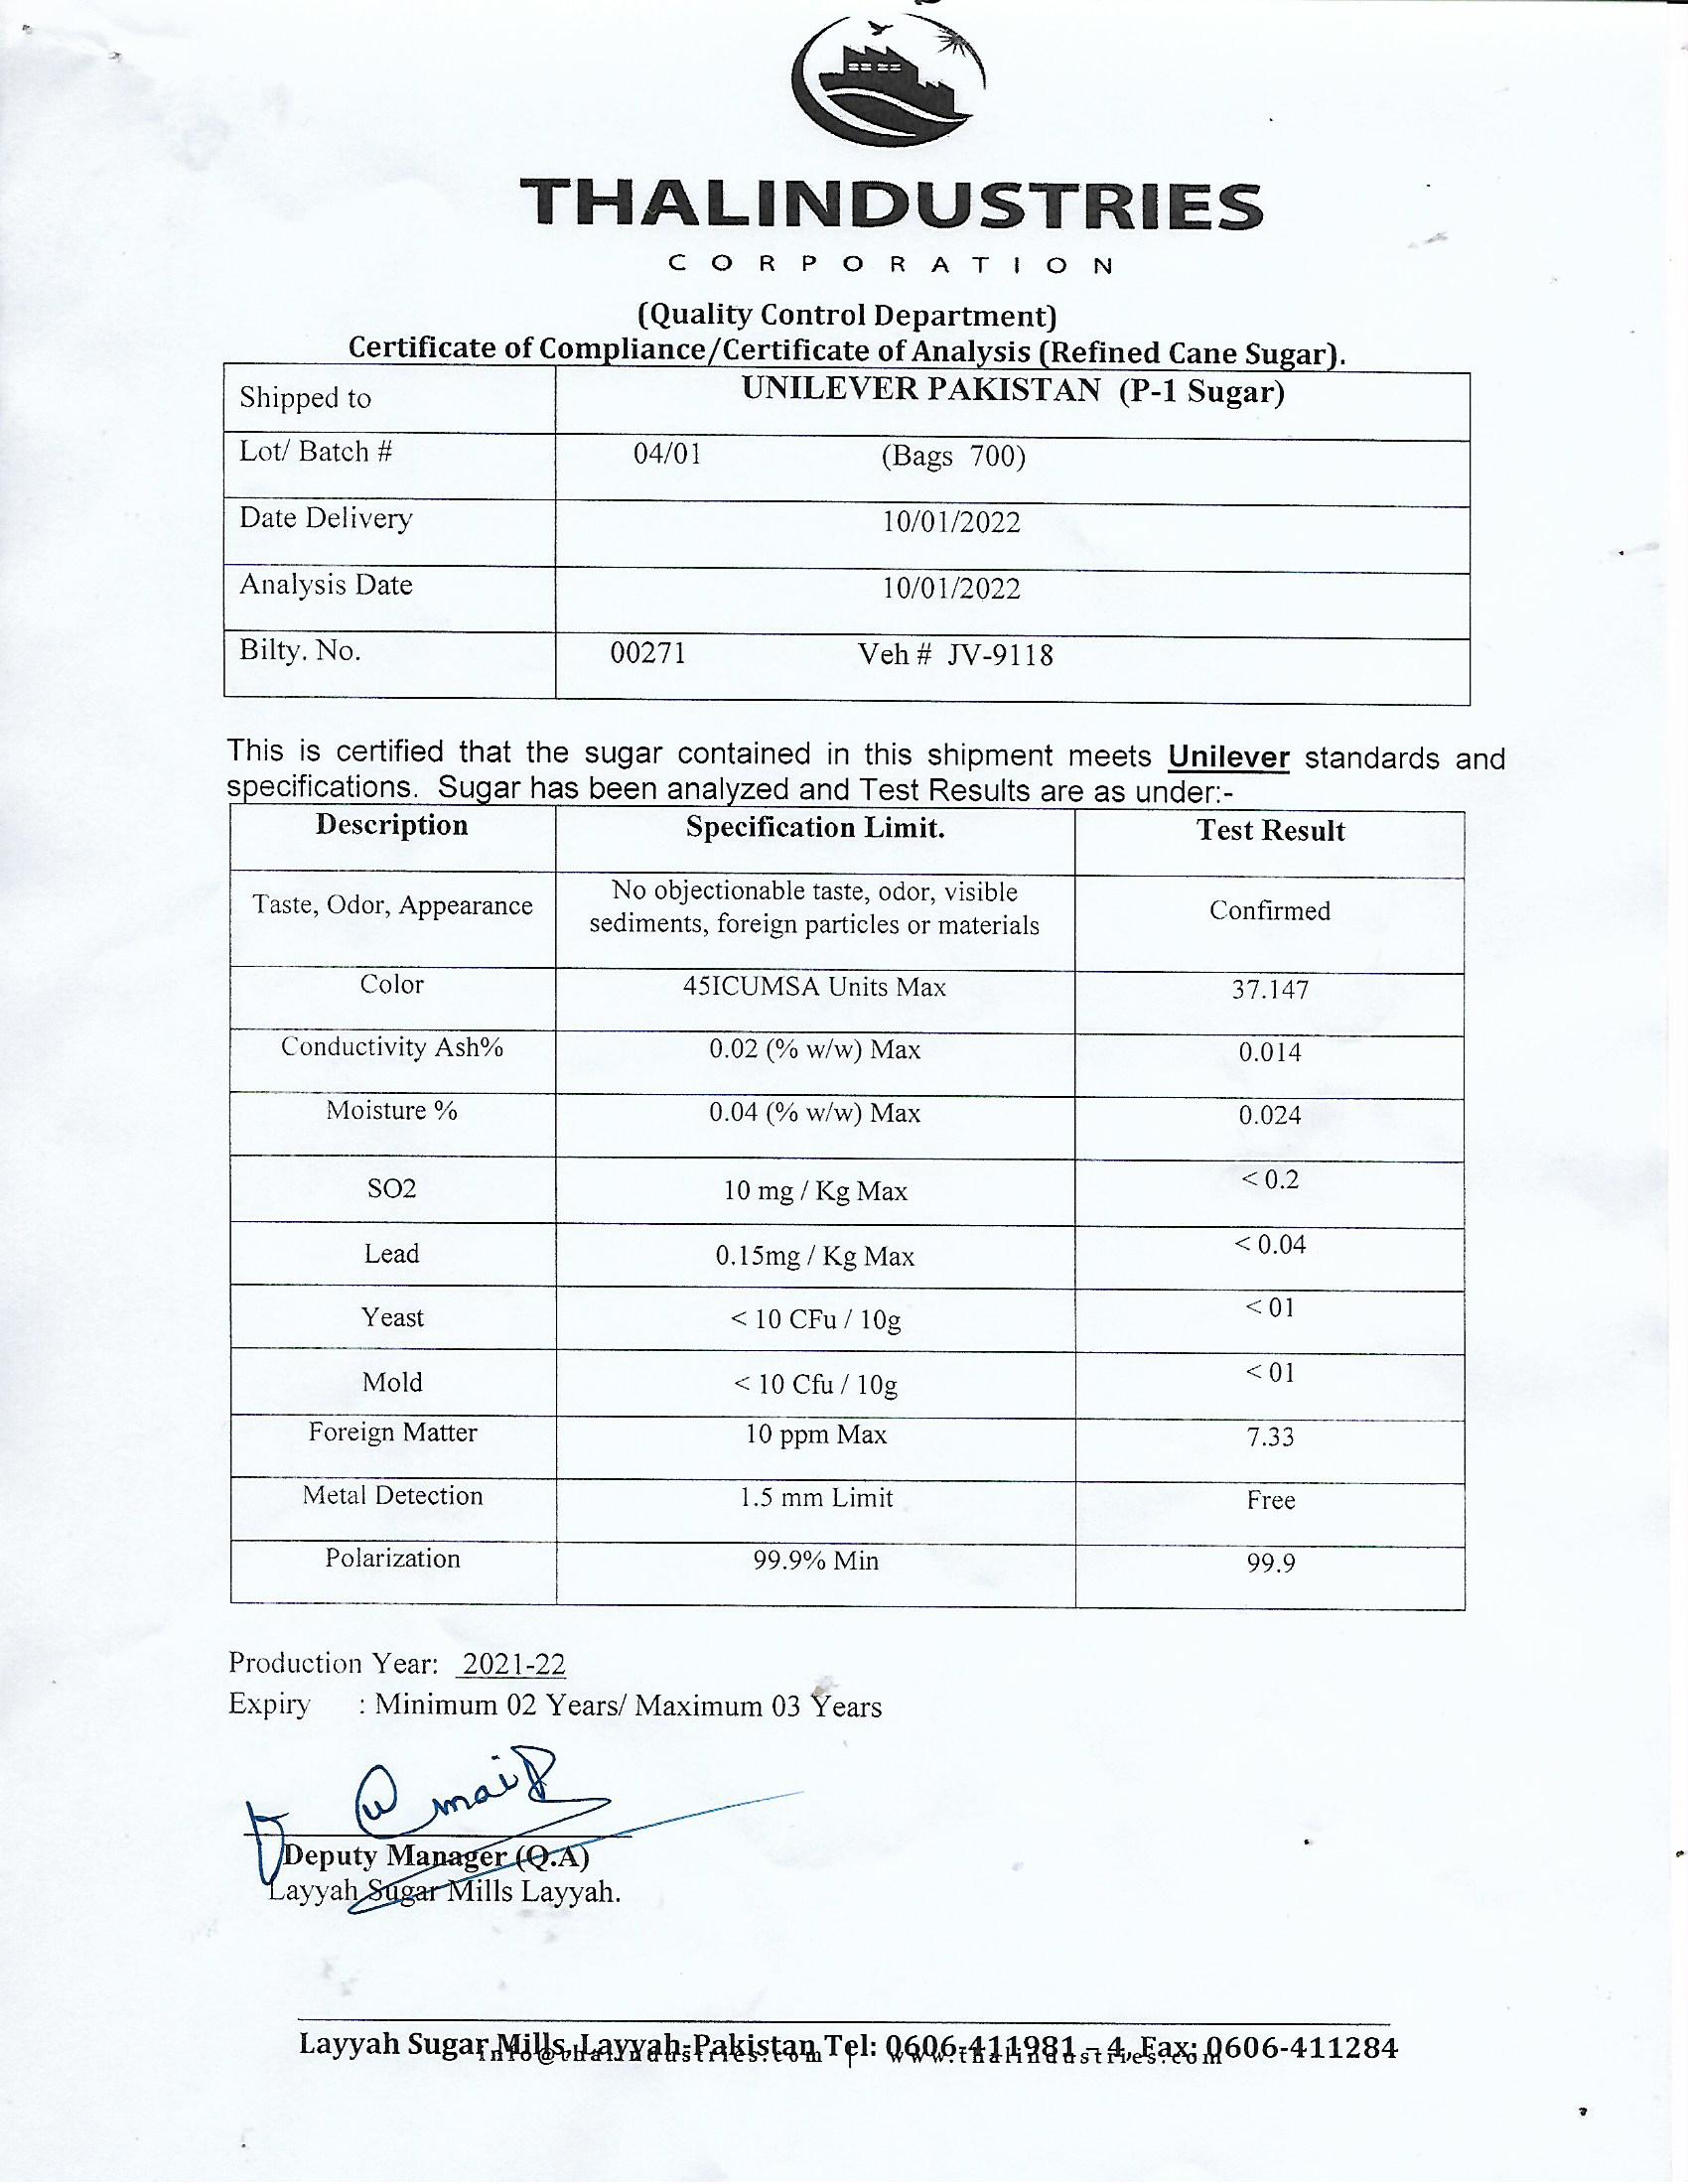 THALINDUSTRIES
CORPORATION
(Quality Control Department)
Certificate of Compliance/Certificate of Analysis (Refined Cane Sugar).
Shipped to UNILEVER PAKISTAN (P-1 Sugar)
Lot/ Batch # 04/01 (Bags 700)
Date Delivery 10/01/2022
Analysis Date 10/01/2022
Bilty. No. 00271 Veh # JV-9118
This is certified that the sugar contained in this shipment meets Unilever standards and
specifications. Sugar has been analyzed and Test Results are as under:-
Description Specification Limit. Test Result
Taste, Odor, Appearance No objectionable taste, odor, visible
sediments, foreign particles or materials Confirmed
Color 45ICUMSA Units Max 37.147
Conductivity Ash% 0.02 (% w/w) Max 0.014
Moisture % 0.04 (% w/w) Max 0.024
SO2 10 mg / Kg Max < 0.2
Lead 0.15mg / Kg Max < 0.04
Yeast < 10 CFu / 10g < 01
Mold < 10 Cfu / 10g < 01
Foreign Matter 10 ppm Max 7.33
Metal Detection 1.5 mm Limit Free
Polarization 99.9% Min 99.9
Production Year: 2021-22
Expiry : Minimum 02 Years/ Maximum 03 Years
Deputy Manager (Q.A)
Layyah Sugar Mills Layyah.
Layyah Sugar Mills, Layyah-Pakistan Tel: 0606-411981 – 4, Fax: 0606-411284
info@thalindustries.com | www.thalindustries.com